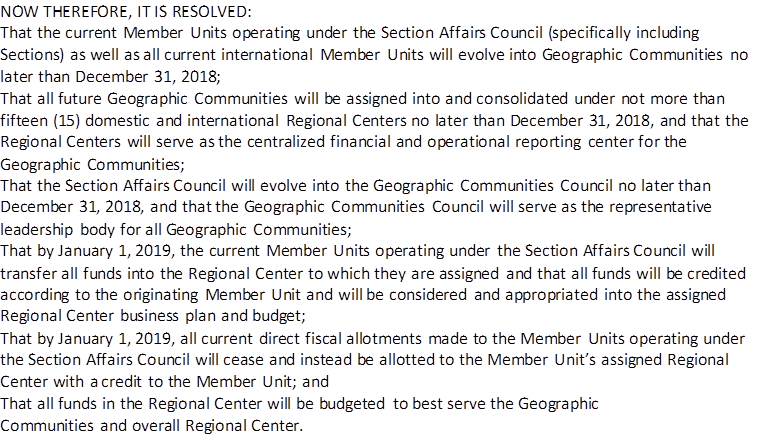 NOW THEREFORE, IT IS RESOLVED:
That the current Member Units operating under the Section Affairs Council (specifically including
Sections) as well as all current international Member Units will evolve into Geographic Communities no
later than December 31, 2018;
That all future Geographic Communities will be assigned into and consolidated under not more than
fifteen (15) domestic and international Regional Centers no later than December 31, 2018, and that the
Regional Centers will serve as the centralized financial and operational reporting center for the
Geographic Communities;
That the Section Affairs Council will evolve into the Geographic Communities Council no later than
December 31, 2018, and that the Geographic Communities Council will serve as the representative
leadership body for all Geographic Communities;
That by January 1, 2019, the current Member Units operating under the Section Affairs Council will
transfer all funds into the Regional Center to which they are assigned and that all funds will be credited
according to the originating Member Unit and will be considered and appropriated into the assigned
Regional Center business plan and budget;
That by January 1, 2019, all current direct fiscal allotments made to the Member Units operating under
the Section Affairs Council will cease and instead be allotted to the Member Unit's assigned Regional
Center with a credit to the Member Unit; and
That all funds in the Regional Center will be budgeted to best serve the Geographic
Communities and overall Regional Center.